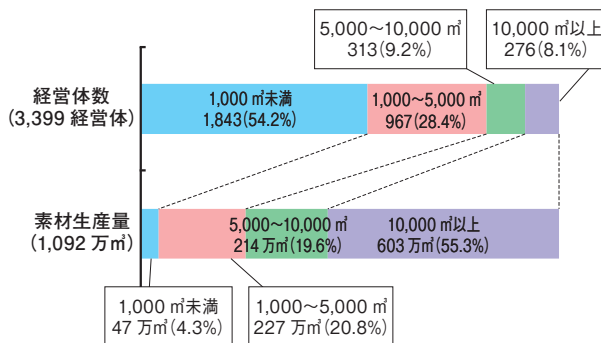 5,000～10,000 ㎥
313(9.2%)
10,000 ㎥以上
276(8.1%)
経営体数
(3,399 経営体)
1,000 ㎥未満
1,843(54.2%)
1,000～5,000 ㎥
967(28.4%)
素材生産量
(1,092 万㎥)
5,000～10,000 ㎥
214 万㎥(19.6%)
10,000 ㎥以上
603 万㎥(55.3%)
1,000 ㎥未満
47 万㎥(4.3%)
1,000～5,000 ㎥
227 万㎥(20.8%)